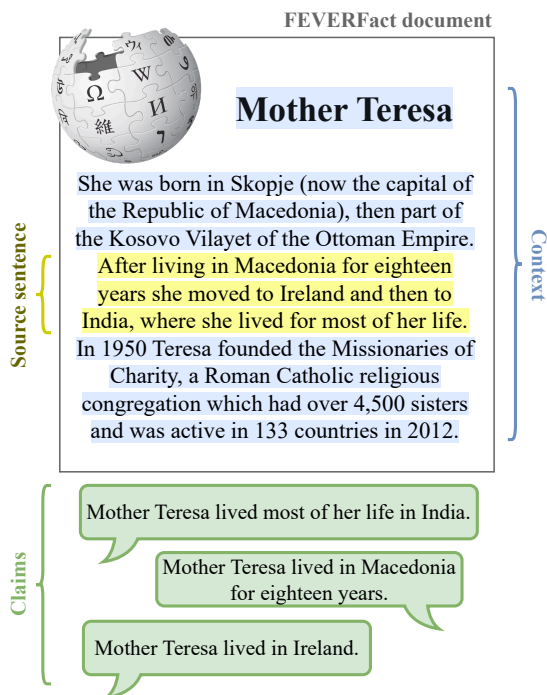 FEVERFact document
Ω
W
И
維
7
Mother Teresa
She was born in Skopje (now the capital of
the Republic of Macedonia), then part of
the Kosovo Vilayet of the Ottoman Empire.
After living in Macedonia for eighteen
years she moved to Ireland and then to
India, where she lived for most of her life.
In 1950 Teresa founded the Missionaries of
Charity, a Roman Catholic religious
congregation which had over 4,500 sisters
and was active in 133 countries in 2012.
Source sentence
Context
Claims
Mother Teresa lived most of her life in India.
Mother Teresa lived in Macedonia
for eighteen years.
Mother Teresa lived in Ireland.